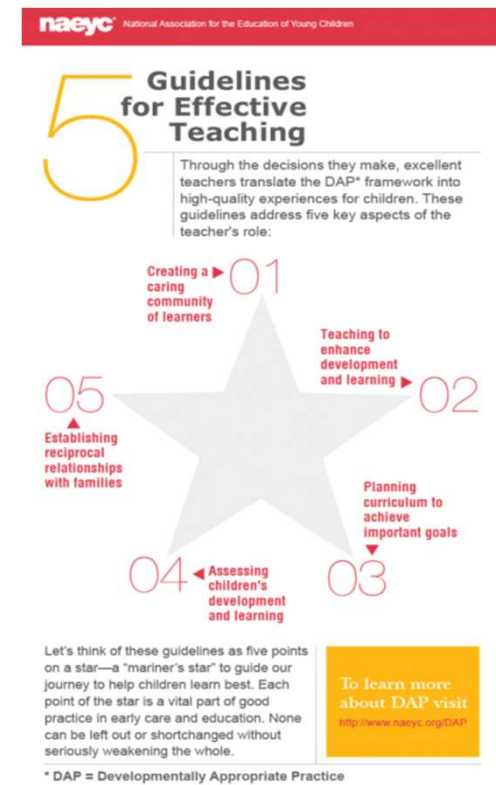 naeyc National Association for the Education of Young Children
5 Guidelines
for Effective
Teaching
Through the decisions they make, excellent
teachers translate the DAP* framework into
high-quality experiences for children. These
guidelines address five key aspects of the
teacher's role:
01
Creating a
caring
community
of learners
Teaching to
enhance
development
and learning
02
05
Establishing
reciprocal
relationships
with families
Planning
curriculum to
achieve
important goals
03
04
Assessing
children's
development
and learning
Let's think of these guidelines as five points
on a star—a "mariner's star" to guide our
journey to help children learn best. Each
point of the star is a vital part of good
practice in early care and education. None
can be left out or shortchanged without
seriously weakening the whole.
To learn more
about DAP visit
http://www.naeyc.org/DAP
* DAP = Developmentally Appropriate Practice